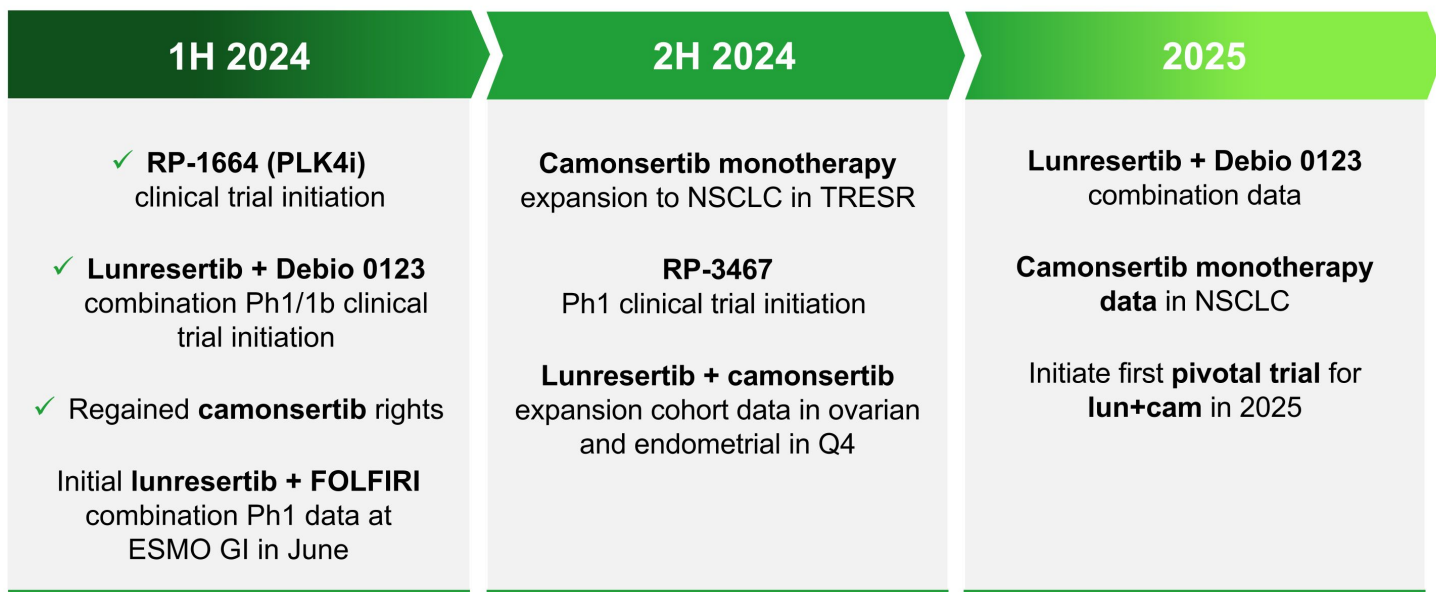 1H 2024
✓ RP-1664 (PLK4i)
clinical trial initiation
✓ Lunresertib + Debio 0123
combination Ph1/1b clinical
trial initiation
✓ Regained camonsertib rights
Initial lunresertib + FOLFIRI
combination Ph1 data at
ESMO GI in June
2H 2024
Camonsertib monotherapy
expansion to NSCLC in TRESR
RP-3467
Ph1 clinical trial initiation
Lunresertib + camonsertib
expansion cohort data in ovarian
and endometrial in Q4
2025
Lunresertib + Debio 0123
combination data
Camonsertib monotherapy
data in NSCLC
Initiate first pivotal trial for
lun+cam in 2025